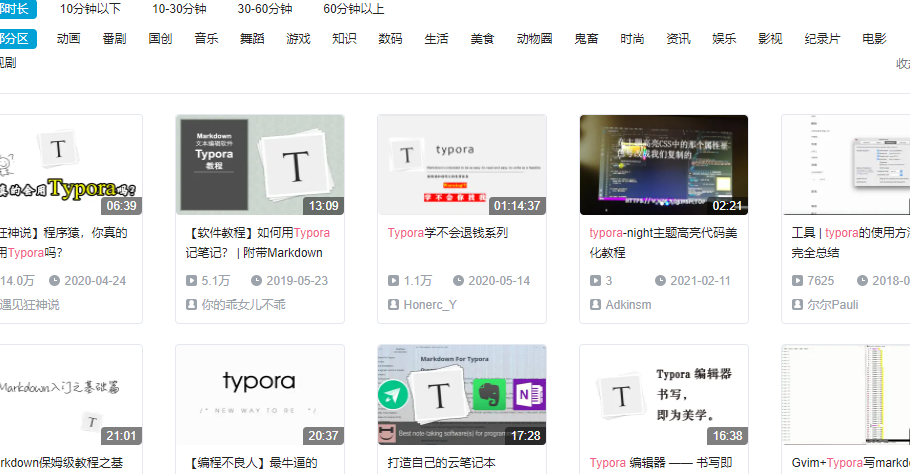 部时长 10分钟以下 10-30分钟 30-60分钟 60分钟以上
部分区 动画 番剧 国创 音乐 舞蹈 游戏 知识 数码 生活 美食 动物圈 鬼畜 时尚 资讯 娱乐 影视 纪录片 电影
视剧
T
真的会用Typora吗?
06:39
Markdown
文本编辑软件
Typora
教程
T
13:09
T typora
学不会你找我
01:14:37
在主题高亮CSS中的那个属性基
02:21
狂神说】程序猿，你真的
用Typora吗?
14.0万 2020-04-24
遇见狂神说
【软件教程】如何用Typora
记笔记？ | 附带Markdown
5.1万 2019-05-23
你的乖女儿不乖
Typora学不会退钱系列
1.1万 2020-05-14
Honerc_Y
typora-night主题高亮代码美
化教程
3 2021-02-11
Adkinsm
工具 | typora的使用方
完全总结
7625 2018-0
尔尔Pauli
Markdown入门之基础篇
T
21:01
typora
/* NEW WAY TO RE */
20:37
Markdown For Typora
T
N
Best note taking software(s) for program
17:28
T
Typora 编辑器
书写，
即为美学。
16:38
rkdown保姆级教程之基
【编程不良人】最牛逼的
打造自己的云笔记本
Typora 编辑器 —— 书写即
Gvim+Typora写markd